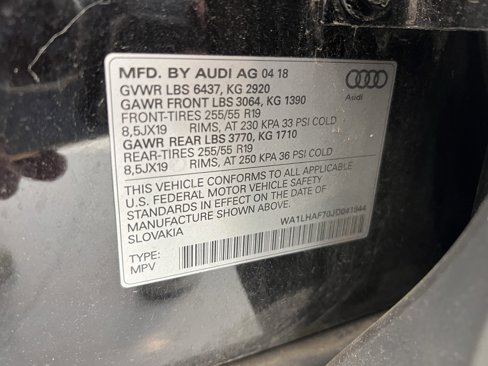 MFD. BY AUDI AG 04 18
GVWR LBS 6437, KG 2920
GAWR FRONT LBS 3064, KG 1390
FRONT-TIRES 255/55 R19
8,5JX19 RIMS, AT 230 KPA 33 PSI COLD
GAWR REAR LBS 3770, KG 1710
REAR-TIRES 255/55 R19
8,5JX19 RIMS, AT 250 KPA 36 PSI COLD
Audi
THIS VEHICLE CONFORMS TO ALL APPLICABLE
U.S. FEDERAL MOTOR VEHICLE SAFETY
STANDARDS IN EFFECT ON THE DATE OF
MANUFACTURE SHOWN ABOVE.
SLOVAKIA
WA1LHAF70JD041944
TYPE:
MPV